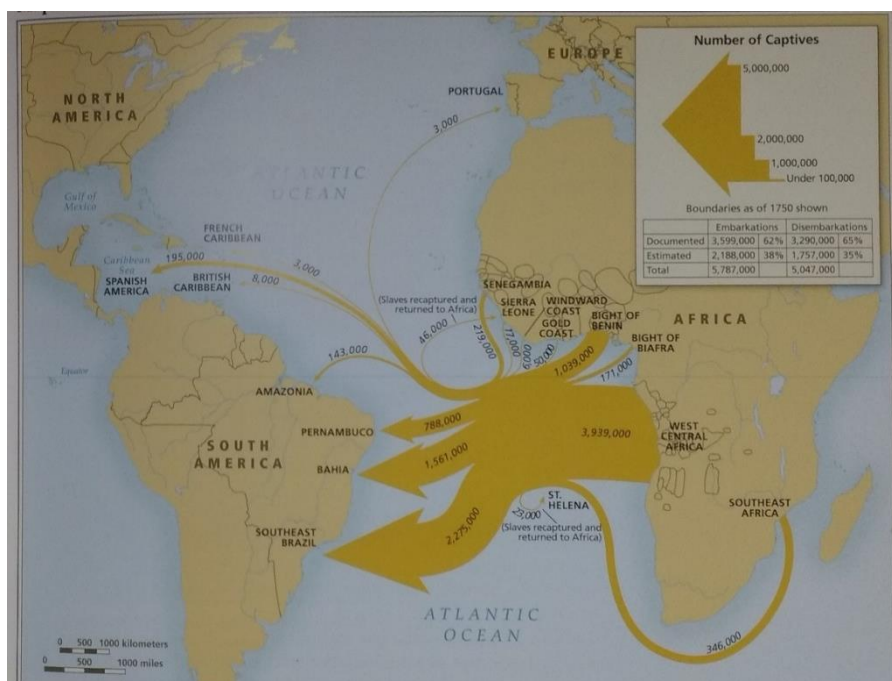 NORTH
AMERICA
EUROPE
PORTUGAL
3,000
ATLANTIC
OCEAN
Gulf of
Mexico
FRENCH
CARIBBEAN
Caribbean
Sea
195,000
3,000
SPANISH
AMERICA
BRITISH
CARIBBEAN
8,000
Number of Captives
5,000,000
2,000,000
1,000,000
Under 100,000
Boundaries as of 1750 shown
Embarkations Disembarkations
Documented 3,599,000 62% 3,290,000 65%
Estimated 2,188,000 38% 1,757,000 35%
Total 5,787,000 5,047,000
SENEGAMBIA
(Slaves recaptured and
returned to Africa)
46,000
SIERRA
LEONE
WINDWARD
COAST
GOLD
COAST
BIGHT OF
BENIN
AFRICA
BIGHT OF
BIAFRA
219,000
50,000
1,039,000
171,000
143,000
Equator
AMAZONIA
PERNAMBUCO
788,000
3,939,000
WEST
CENTRAL
AFRICA
SOUTH
AMERICA
BAHIA
1,561,000
ST.
HELENA
23,000
(Slaves recaptured and
returned to Africa)
SOUTHEAST
AFRICA
SOUTHEAST
BRAZIL
2,275,000
ATLANTIC
OCEAN
346,000
0 500 1000 kilometers
0 500 1000 miles